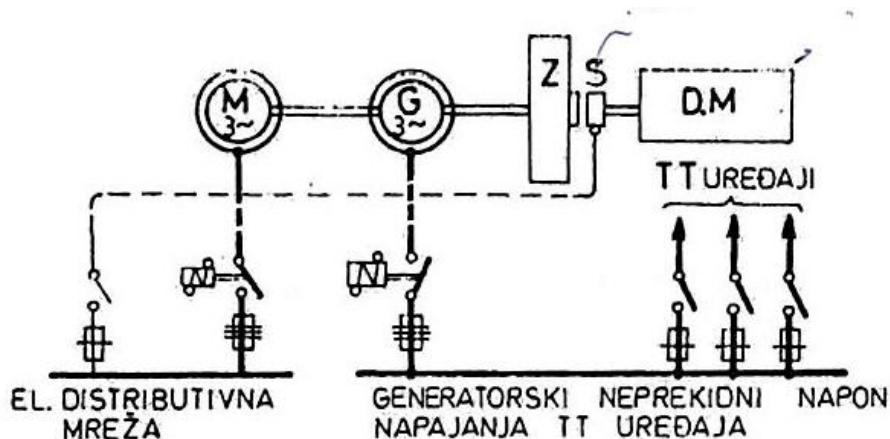 Z S
M 3~
G 3~
D.M
TT UREĐAJI
EL. DISTRIBUTIVNA MREŽA
GENERATORSKI NEPREKIDNI NAPON
NAPAJANJA TT UREĐAJA